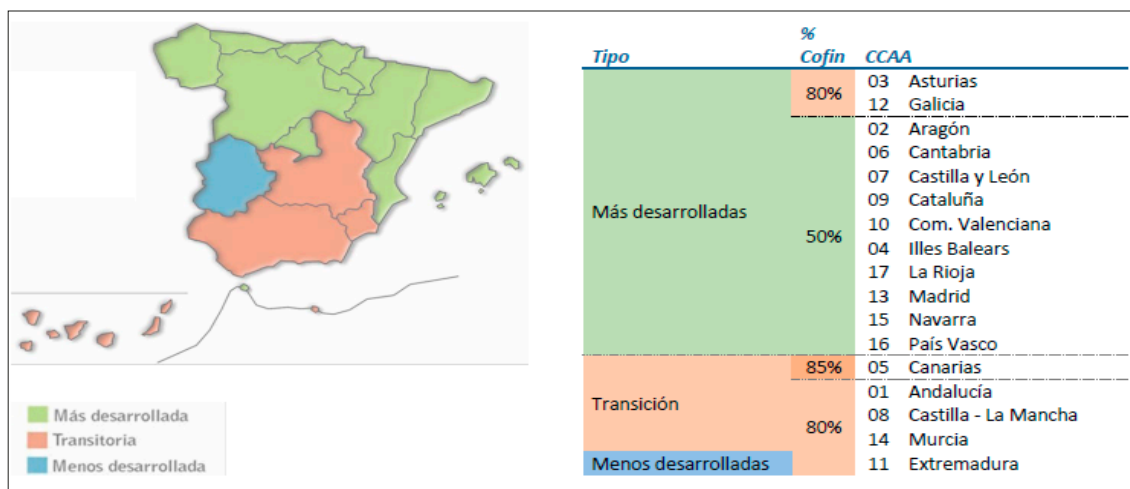 Tipo % Cofin CCAA
Más desarrolladas
80%
03 Asturias
12 Galicia
50%
02 Aragón
06 Cantabria
07 Castilla y León
09 Cataluña
10 Com. Valenciana
04 Illes Balears
17 La Rioja
13 Madrid
15 Navarra
16 País Vasco
Transición
85%
05 Canarias
80%
01 Andalucía
08 Castilla - La Mancha
14 Murcia
Menos desarrolladas
11 Extremadura
Más desarrollada
Transitoria
Menos desarrollada